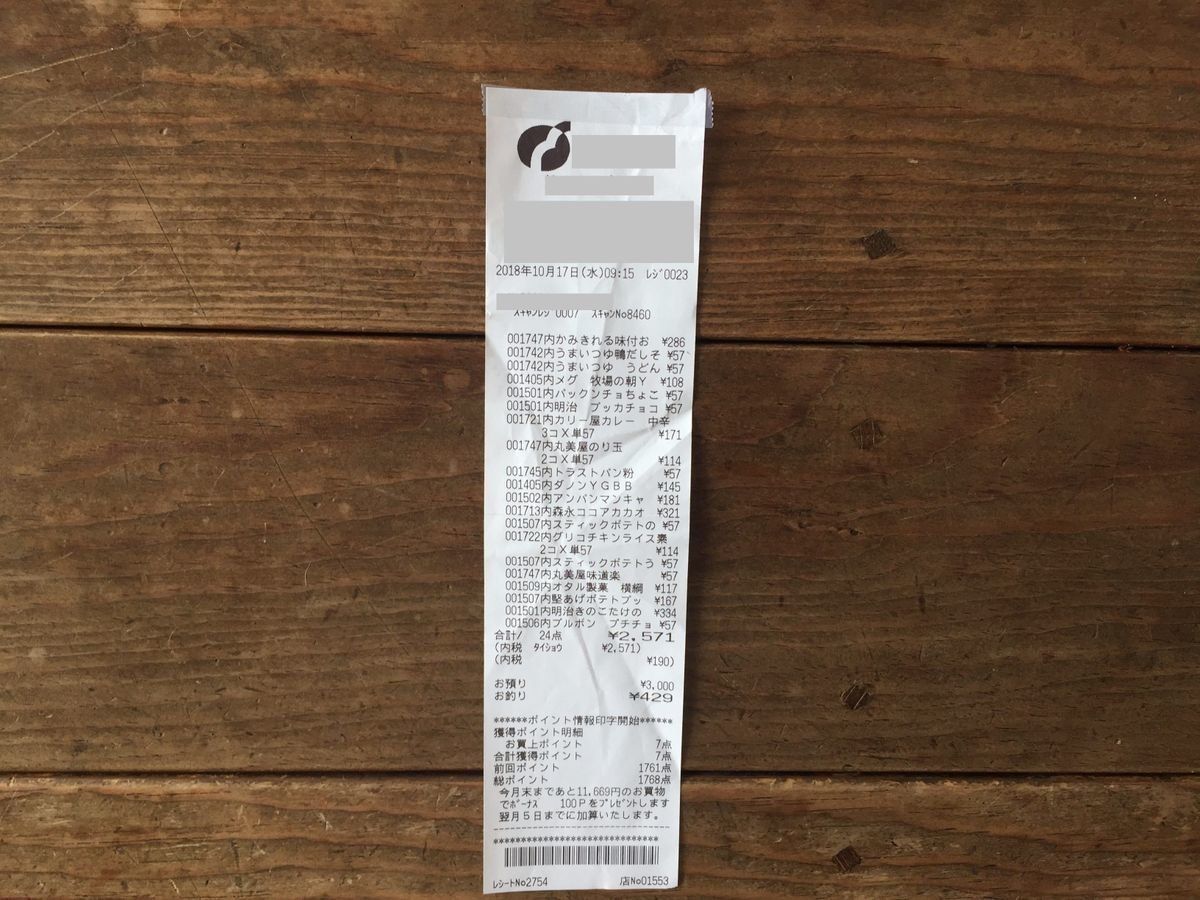 2018年10月17日(水)09:15 ﾚｼﾞ0023
ｽｷｬﾝﾚｼﾞ 0007 ｽｷｬﾝNo8460
001747内かみきれる味付お ¥286
001742内うまいつゆ鴨だしそ ¥57
001742内うまいつゆ うどん ¥57
001405内メグ 牧場の朝Y ¥108
001501内パックンチョちょこ ¥57
001501内明治 プッカチョコ ¥57
001721内カリー屋カレー 中辛
3コX単57 ¥171
001747内丸美屋のり玉
2コX単57 ¥114
001745内トラストパン粉 ¥57
001405内ダノンYGBB ¥145
001502内アンパンマンキャ ¥181
001713内森永ココアカカオ ¥321
001507内スティックポテトの ¥57
001722内グリコチキンライス素
2コX単57 ¥114
001507内スティックポテトう ¥57
001747内丸美屋味道楽 ¥57
001509内オタル製菓 横綱 ¥117
001507内堅あげポテトブッ ¥167
001501内明治きのこたけの ¥334
001506内ブルボン プチチョ ¥57
合計/ 24点 ¥2,571
(内税 ﾀｲｼｮｳ ¥2,571)
(内税 ¥190)
お預り ¥3,000
お釣り ¥429
******ポイント情報印字開始******
獲得ポイント明細
お買上ポイント 7点
合計獲得ポイント 7点
前回ポイント 1761点
総ポイント 1768点
今月末まであと11,669円のお買物
でﾎﾞｰﾅｽ 100Pをﾌﾟﾚｾﾞﾝﾄします
翌月5日までに加算いたします。
ﾚｼｰﾄNo2754 店No01553